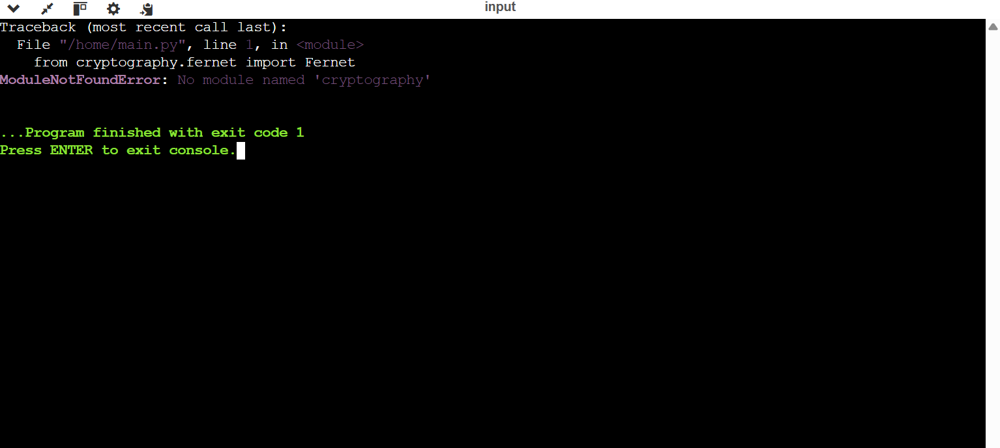 input
Traceback (most recent call last):
  File "/home/main.py", line 1, in <module>
    from cryptography.fernet import Fernet
ModuleNotFoundError: No module named 'cryptography'
...Program finished with exit code 1
Press ENTER to exit console.